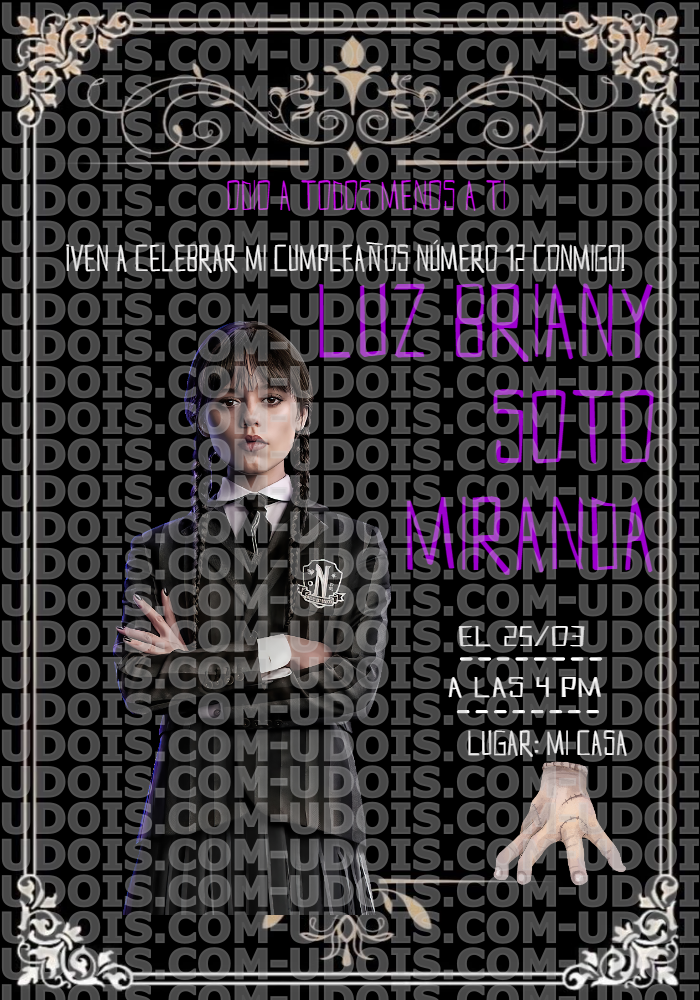 ODIO A TODOS MENOS A TI
¡VEN A CELEBRAR MI CUMPLEAÑOS NÚMERO 12 CONMIGO!
LUZ BRIANY
SOTO
MIRANDA
N
EL 25/03
A LAS 4 PM
LUGAR: MI CASA
UDOIS.COM-UDOIS.COM-UDOIS.COM-UDOIS